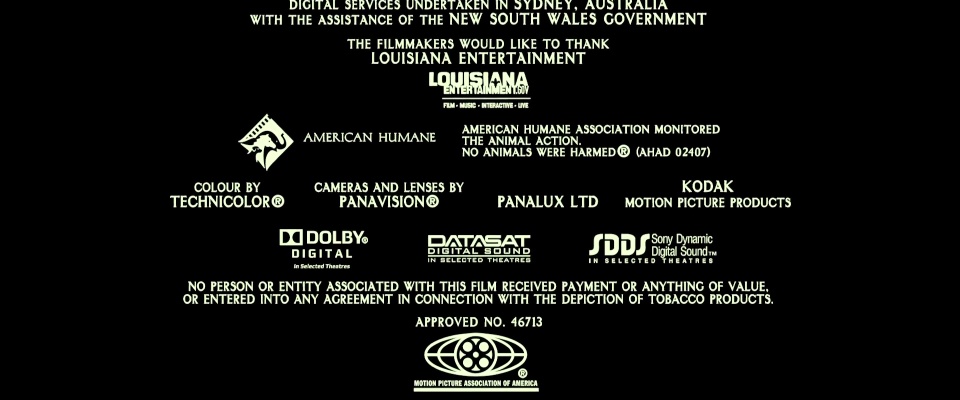 DIGITAL SERVICES UNDERTAKEN IN SYDNEY, AUSTRALIA
WITH THE ASSISTANCE OF THE NEW SOUTH WALES GOVERNMENT
THE FILMMAKERS WOULD LIKE TO THANK
LOUISIANA ENTERTAINMENT
LOUISIANA
ENTERTAINMENT.GOV
FILM • MUSIC • INTERACTIVE • LIVE
AMERICAN HUMANE
AMERICAN HUMANE ASSOCIATION MONITORED
THE ANIMAL ACTION.
NO ANIMALS WERE HARMED® (AHAD 02407)
COLOUR BY
TECHNICOLOR®
CAMERAS AND LENSES BY
PANAVISION®
PANALUX LTD
KODAK
MOTION PICTURE PRODUCTS
DOLBY®
DIGITAL
In Selected Theatres
DATASAT
DIGITAL SOUND
IN SELECTED THEATRES
SDDS Sony Dynamic
Digital Sound™
IN SELECTED THEATRES
NO PERSON OR ENTITY ASSOCIATED WITH THIS FILM RECEIVED PAYMENT OR ANYTHING OF VALUE,
OR ENTERED INTO ANY AGREEMENT IN CONNECTION WITH THE DEPICTION OF TOBACCO PRODUCTS.
APPROVED NO. 46713
®
MOTION PICTURE ASSOCIATION OF AMERICA